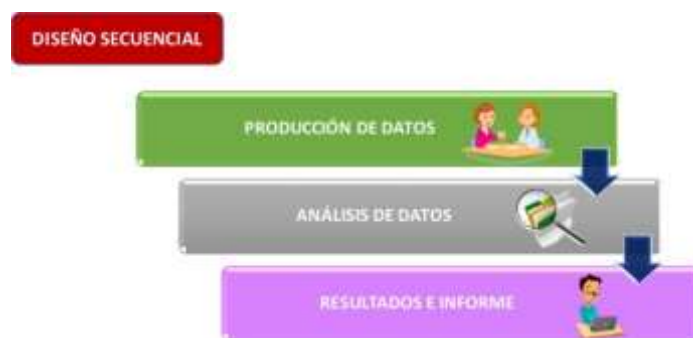 DISEÑO SECUENCIAL
PRODUCCIÓN DE DATOS
ANÁLISIS DE DATOS
RESULTADOS E INFORME